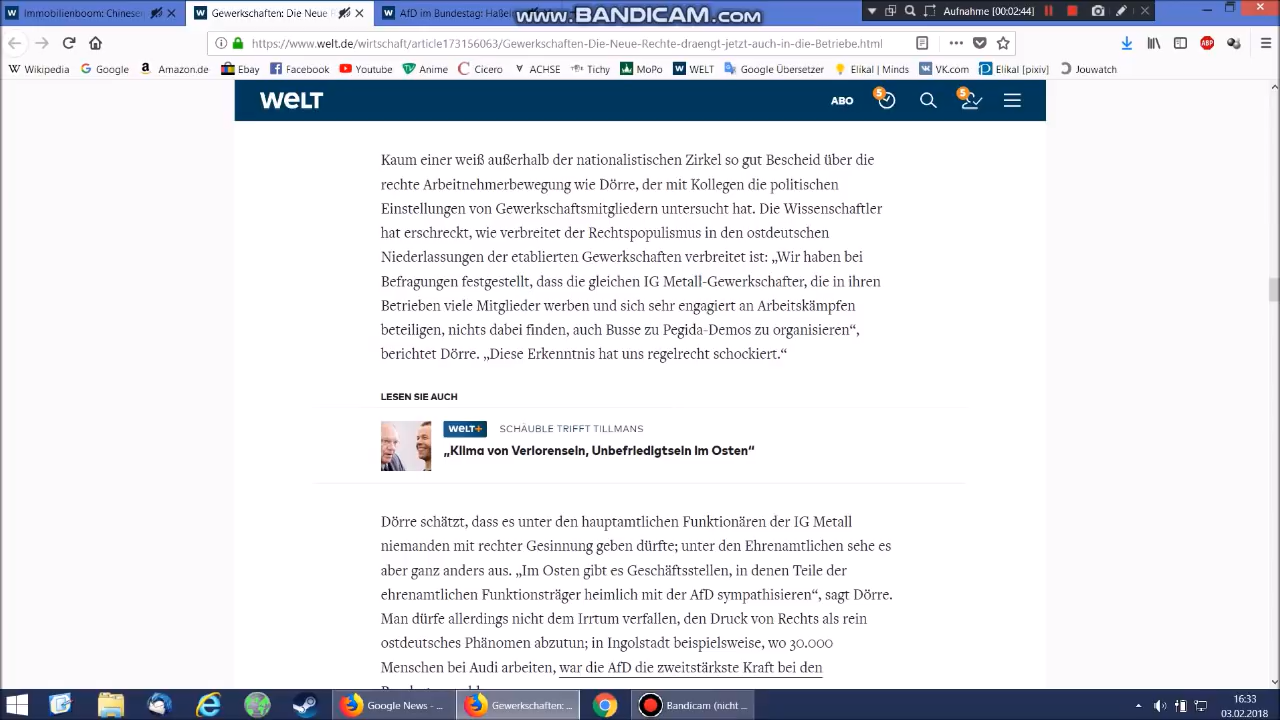 Immobilienboom: Chinesen
Gewerkschaften: Die Neue R
AfD im Bundestag: Haßel
www.BANDICAM.com
Aufnahme (00:02:44)
https://www.welt.de/wirtschaft/article173156063/Gewerkschaften-Die-Neue-Rechte-draengt-jetzt-auch-in-die-Betriebe.html
ABP
Wikipedia Google Amazon.de Ebay Facebook Youtube Anime Cicero ACHSE Tichy MoPo WELT Google Übersetzer Elikal | Minds VK.com Elikal [pixiv] Jouwatch
WELT
ABO
5
5
Kaum einer weiß außerhalb der nationalistischen Zirkel so gut Bescheid über die
rechte Arbeitnehmerbewegung wie Dörre, der mit Kollegen die politischen
Einstellungen von Gewerkschaftsmitgliedern untersucht hat. Die Wissenschaftler
hat erschreckt, wie verbreitet der Rechtspopulismus in den ostdeutschen
Niederlassungen der etablierten Gewerkschaften verbreitet ist: „Wir haben bei
Befragungen festgestellt, dass die gleichen IG Metall-Gewerkschafter, die in ihren
Betrieben viele Mitglieder werben und sich sehr engagiert an Arbeitskämpfen
beteiligen, nichts dabei finden, auch Busse zu Pegida-Demos zu organisieren“,
berichtet Dörre. „Diese Erkenntnis hat uns regelrecht schockiert.“
LESEN SIE AUCH
WELT+ SCHÄUBLE TRIFFT TILLMANS
„Klima von Verlorensein, Unbefriedigtsein im Osten“
Dörre schätzt, dass es unter den hauptamtlichen Funktionären der IG Metall
niemanden mit rechter Gesinnung geben dürfte; unter den Ehrenamtlichen sehe es
aber ganz anders aus. „Im Osten gibt es Geschäftsstellen, in denen Teile der
ehrenamtlichen Funktionsträger heimlich mit der AfD sympathisieren“, sagt Dörre.
Man dürfe allerdings nicht dem Irrtum verfallen, den Druck von Rechts als rein
ostdeutsches Phänomen abzutun; in Ingolstadt beispielsweise, wo 30.000
Menschen bei Audi arbeiten, war die AfD die zweitstärkste Kraft bei den
Google News - ...
Gewerkschaften: ...
Bandicam (nicht ...
16:33
03.02.2018